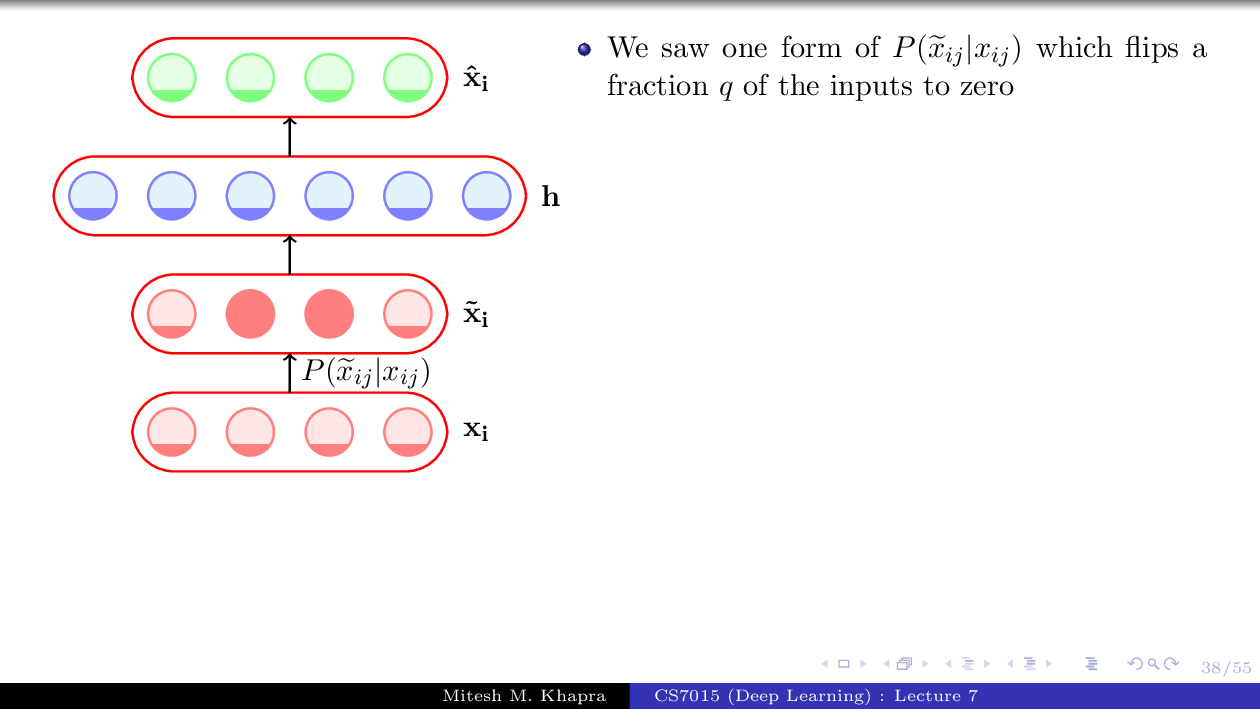 x̂ᵢ
We saw one form of P(x̃ᵢⱼ|xᵢⱼ) which flips a
fraction q of the inputs to zero
h
x̃ᵢ
P(x̃ᵢⱼ|xᵢⱼ)
xᵢ
38/55
Mitesh M. Khapra
CS7015 (Deep Learning) : Lecture 7